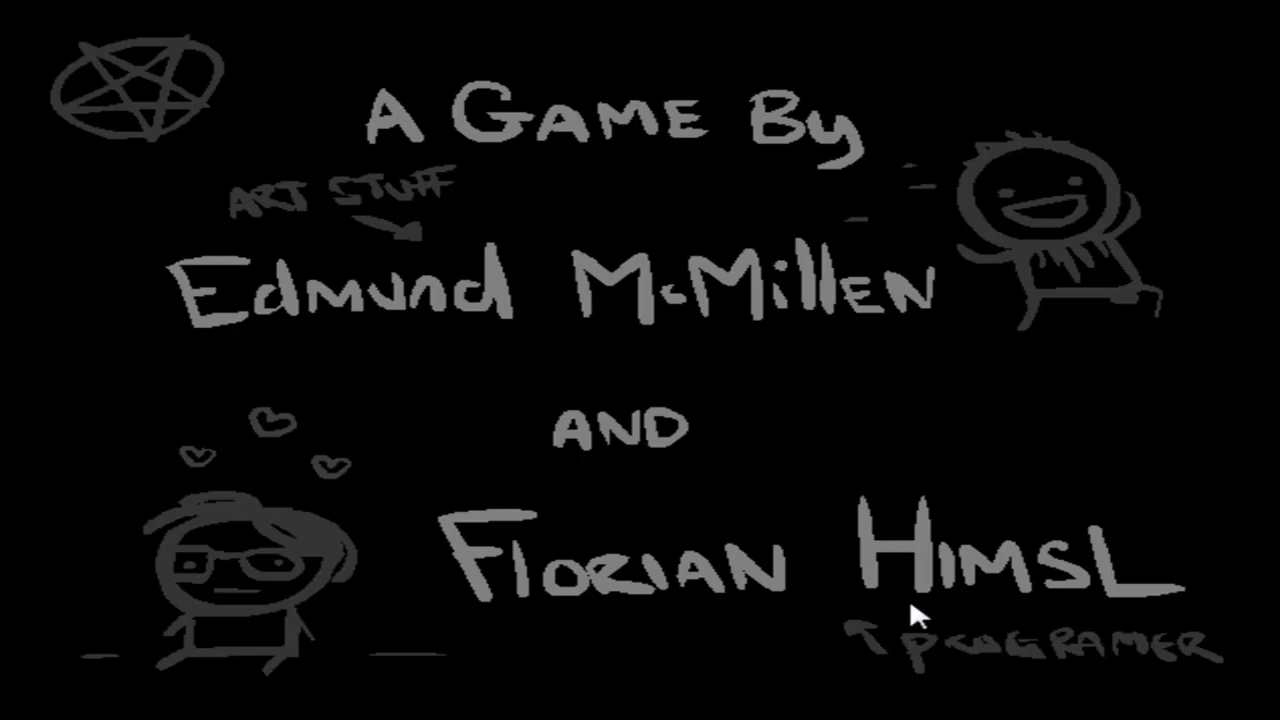 A GAME By
ART STUFF
Edmund McMillEN
AND
FlORIAN HIMSL
PROGRAMER